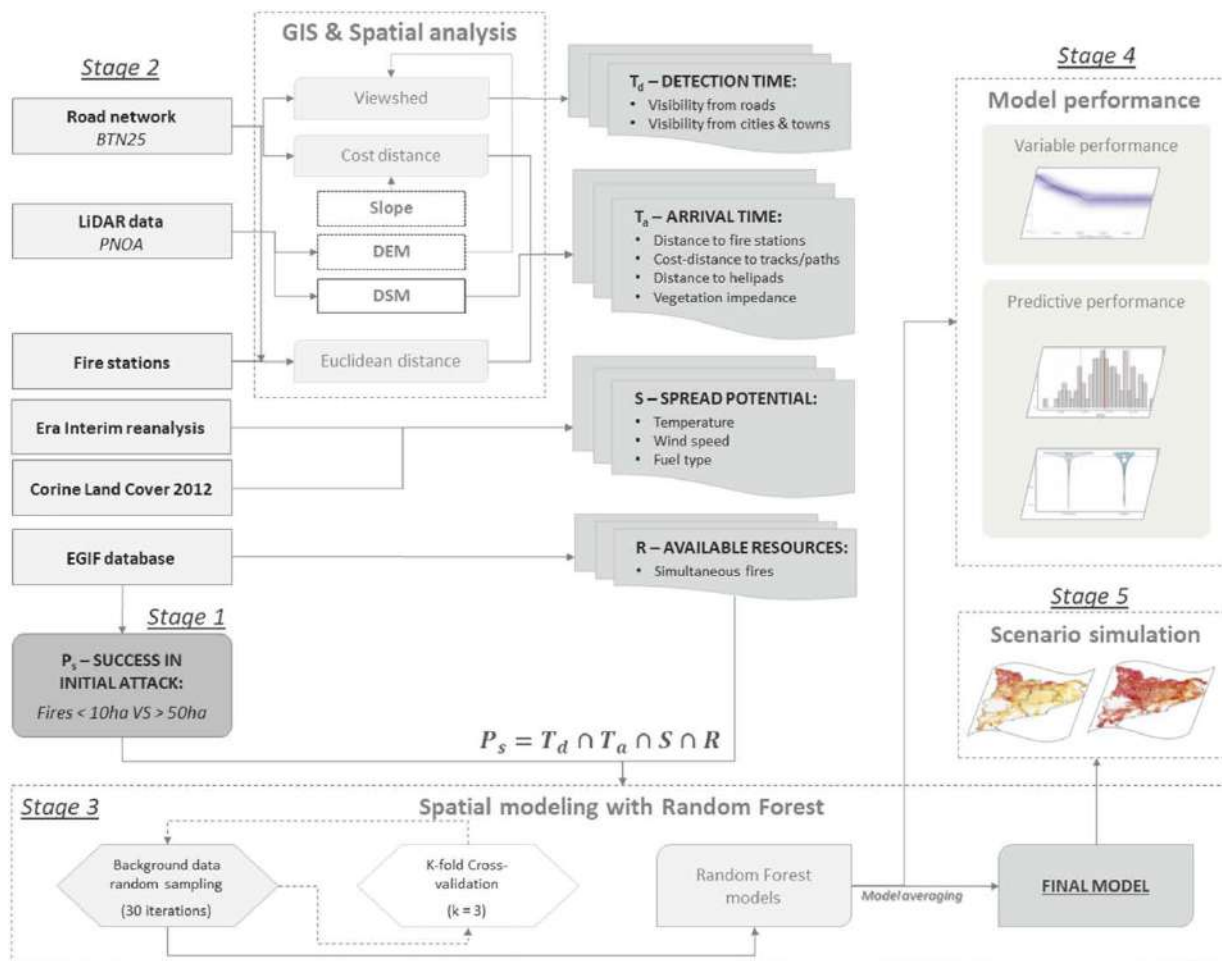 Stage 2
Road network
BTN25
LiDAR data
PNOA
Fire stations
Era Interim reanalysis
Corine Land Cover 2012
EGIF database
GIS & Spatial analysis
Viewshed
Cost distance
Slope
DEM
DSM
Euclidean distance
Td – DETECTION TIME:
• Visibility from roads
• Visibility from cities & towns
Ta – ARRIVAL TIME:
• Distance to fire stations
• Cost-distance to tracks/paths
• Distance to helipads
• Vegetation impedance
S – SPREAD POTENTIAL:
• Temperature
• Wind speed
• Fuel type
R – AVAILABLE RESOURCES:
• Simultaneous fires
Stage 4
Model performance
Variable performance
Predictive performance
Stage 5
Scenario simulation
Stage 1
Ps – SUCCESS IN
INITIAL ATTACK:
Fires < 10ha VS > 50ha
Ps = Td ∩ Ta ∩ S ∩ R
Stage 3
Spatial modeling with Random Forest
Background data
random sampling
(30 iterations)
K-fold Cross-
validation
(k = 3)
Random Forest
models
Model averaging
FINAL MODEL